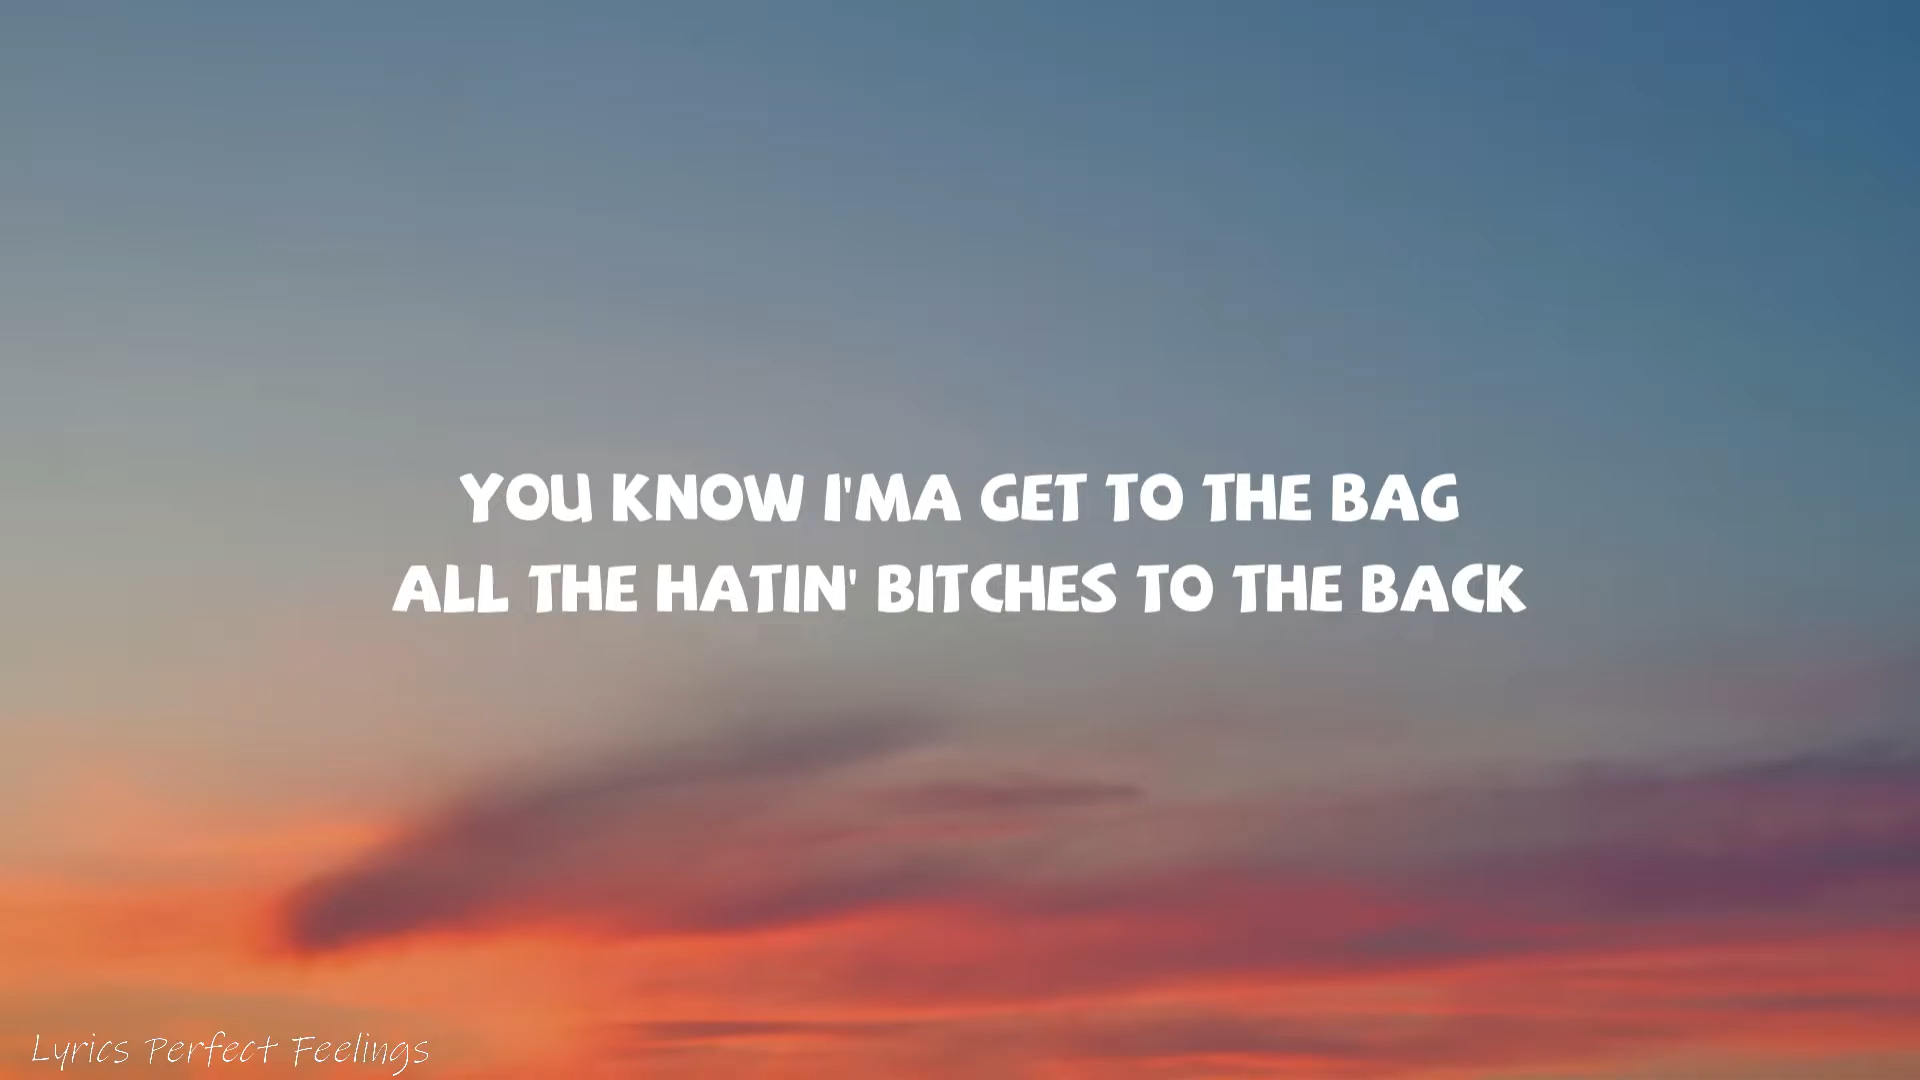 YOU KNOW I'MA GET TO THE BAG
ALL THE HATIN' BITCHES TO THE BACK
Lyrics Perfect Feelings